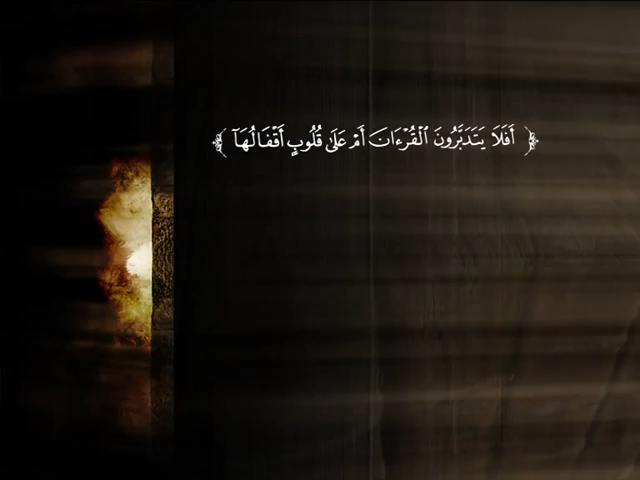 ﴿ أَفَلَا يَتَدَبَّرُونَ ٱلْقُرْءَانَ أَمْ عَلَىٰ قُلُوبٍ أَقْفَالُهَآ ﴾